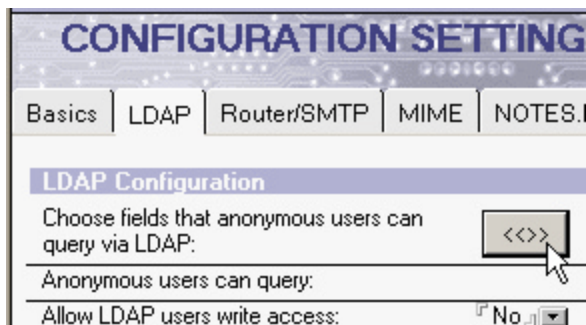 CONFIGURATION SETTING
Basics LDAP Router/SMTP MIME NOTES.
LDAP Configuration
Choose fields that anonymous users can
query via LDAP:
<<>>
Anonymous users can query:
Allow LDAP users write access: No